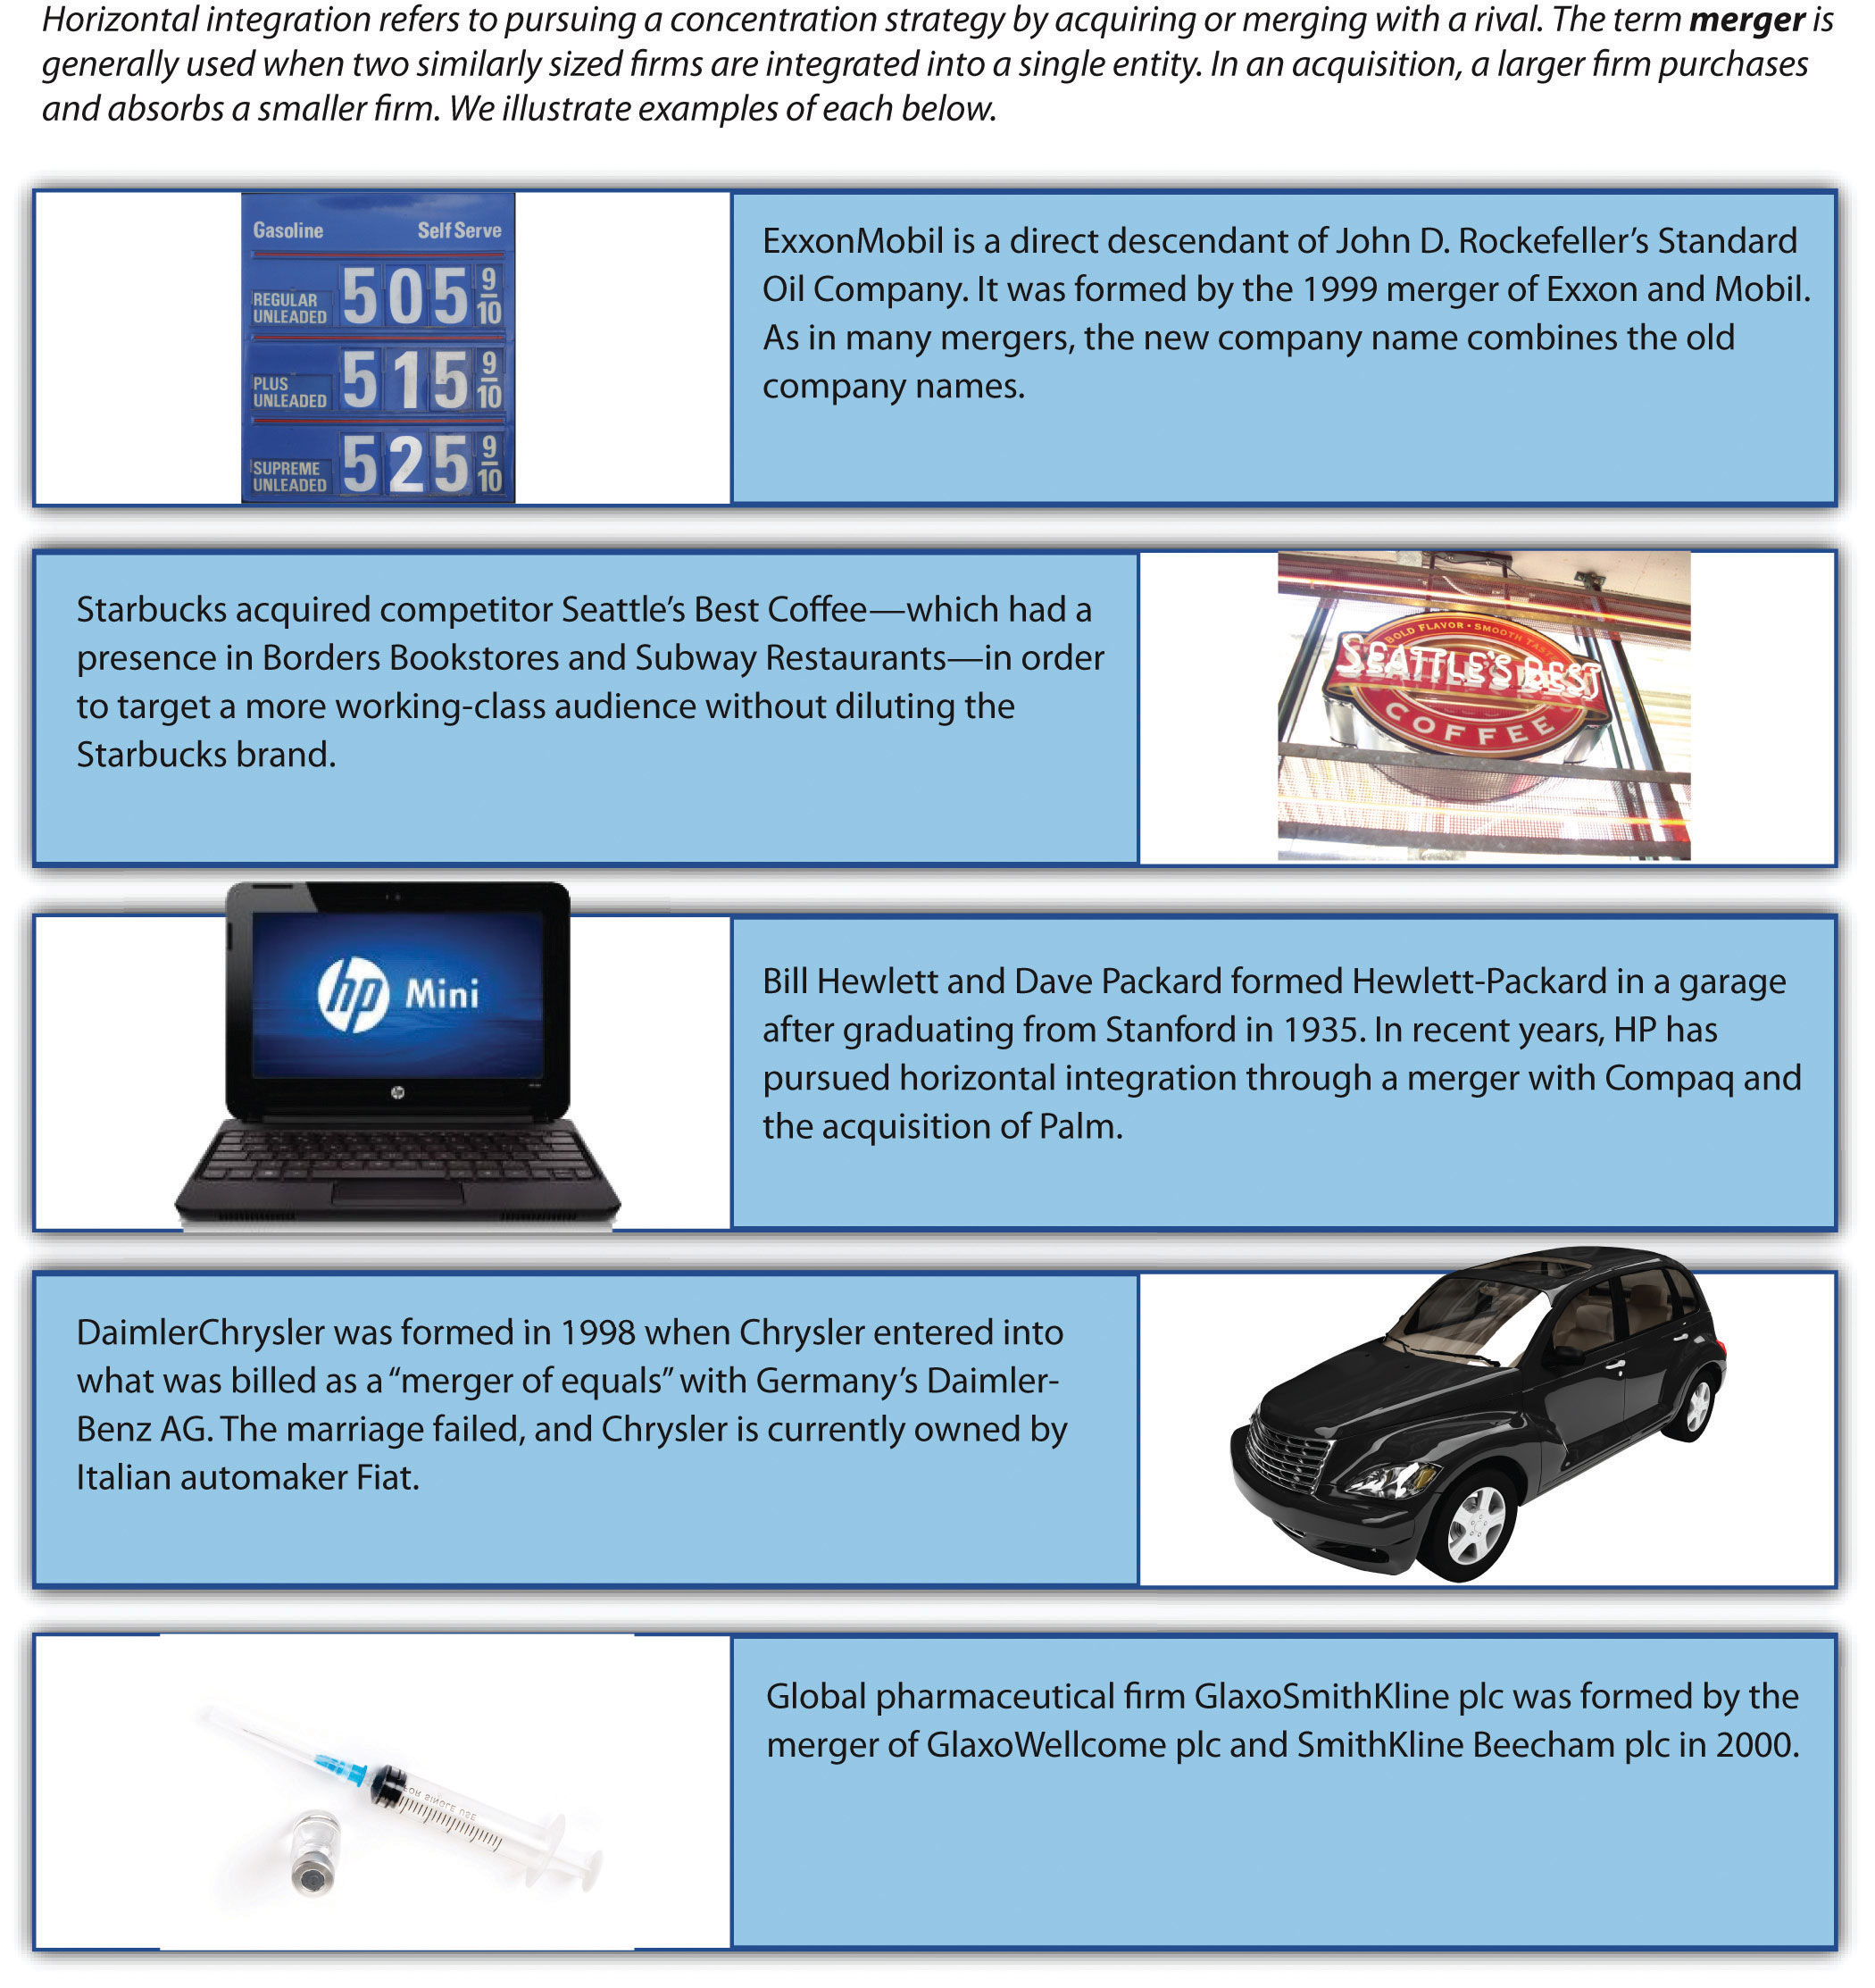 Horizontal integration refers to pursuing a concentration strategy by acquiring or merging with a rival. The term merger is
generally used when two similarly sized firms are integrated into a single entity. In an acquisition, a larger firm purchases
and absorbs a smaller firm. We illustrate examples of each below.
Gasoline Self Serve
REGULAR
UNLEADED 505 9/10
PLUS
UNLEADED 515 9/10
SUPREME
UNLEADED 525 9/10
ExxonMobil is a direct descendant of John D. Rockefeller’s Standard
Oil Company. It was formed by the 1999 merger of Exxon and Mobil.
As in many mergers, the new company name combines the old
company names.
Starbucks acquired competitor Seattle’s Best Coffee—which had a
presence in Borders Bookstores and Subway Restaurants—in order
to target a more working-class audience without diluting the
Starbucks brand.
BOLD FLAVOR • SMOOTH TASTE
SEATTLE'S BEST
COFFEE
hp Mini
hp
Bill Hewlett and Dave Packard formed Hewlett-Packard in a garage
after graduating from Stanford in 1935. In recent years, HP has
pursued horizontal integration through a merger with Compaq and
the acquisition of Palm.
DaimlerChrysler was formed in 1998 when Chrysler entered into
what was billed as a “merger of equals” with Germany’s Daimler-
Benz AG. The marriage failed, and Chrysler is currently owned by
Italian automaker Fiat.
FOR SINGLE USE
Global pharmaceutical firm GlaxoSmithKline plc was formed by the
merger of GlaxoWellcome plc and SmithKline Beecham plc in 2000.